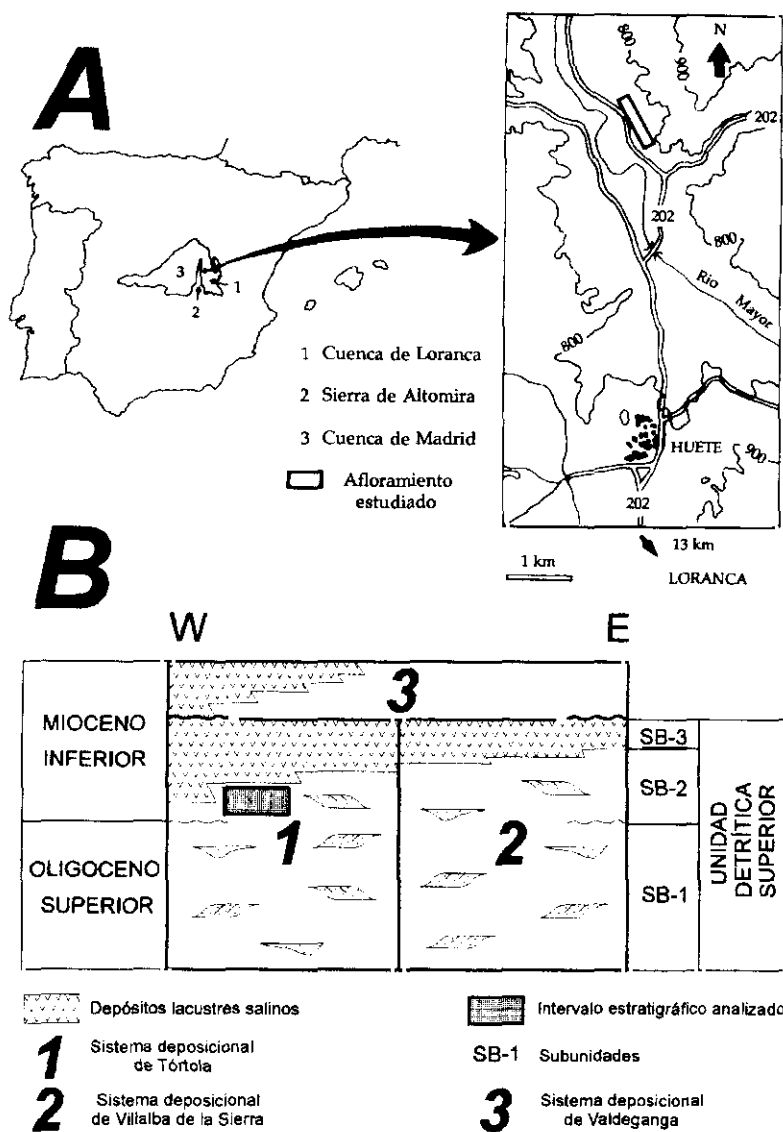 A
N
800
900
202
202
800
Rio Mayor
800
HUETE
900
202
13 km
LORANCA
1 km
3
1
2
1 Cuenca de Loranca
2 Sierra de Altomira
3 Cuenca de Madrid
Afloramiento
estudiado
B
W
E
MIOCENO
INFERIOR
OLIGOCENO
SUPERIOR
3
1
2
SB-3
SB-2
SB-1
UNIDAD
DETRÍTICA
SUPERIOR
Depósitos lacustres salinos
Intervalo estratigráfico analizado
1 Sistema deposicional
de Tórtola
SB-1 Subunidades
2 Sistema deposicional
de Villalba de la Sierra
3 Sistema deposicional
de Valdeganga